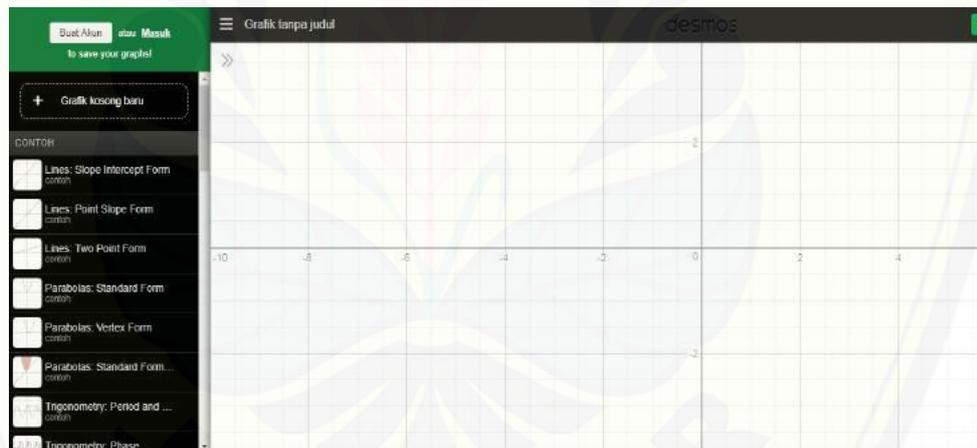 Buat Akun atau Masuk
to save your graphs!
Grafik tanpa judul
desmos
+ Grafik kosong baru
CONTOH
Lines: Slope Intercept Form
contoh
Lines: Point Slope Form
contoh
Lines: Two Point Form
contoh
Parabolas: Standard Form
contoh
Parabolas: Vertex Form
contoh
Parabolas: Standard Form...
contoh
Trigonometry: Period and ...
contoh
Trigonometry: Phase
2
-10 -8 -6 -4 -2 0 2 4
-2